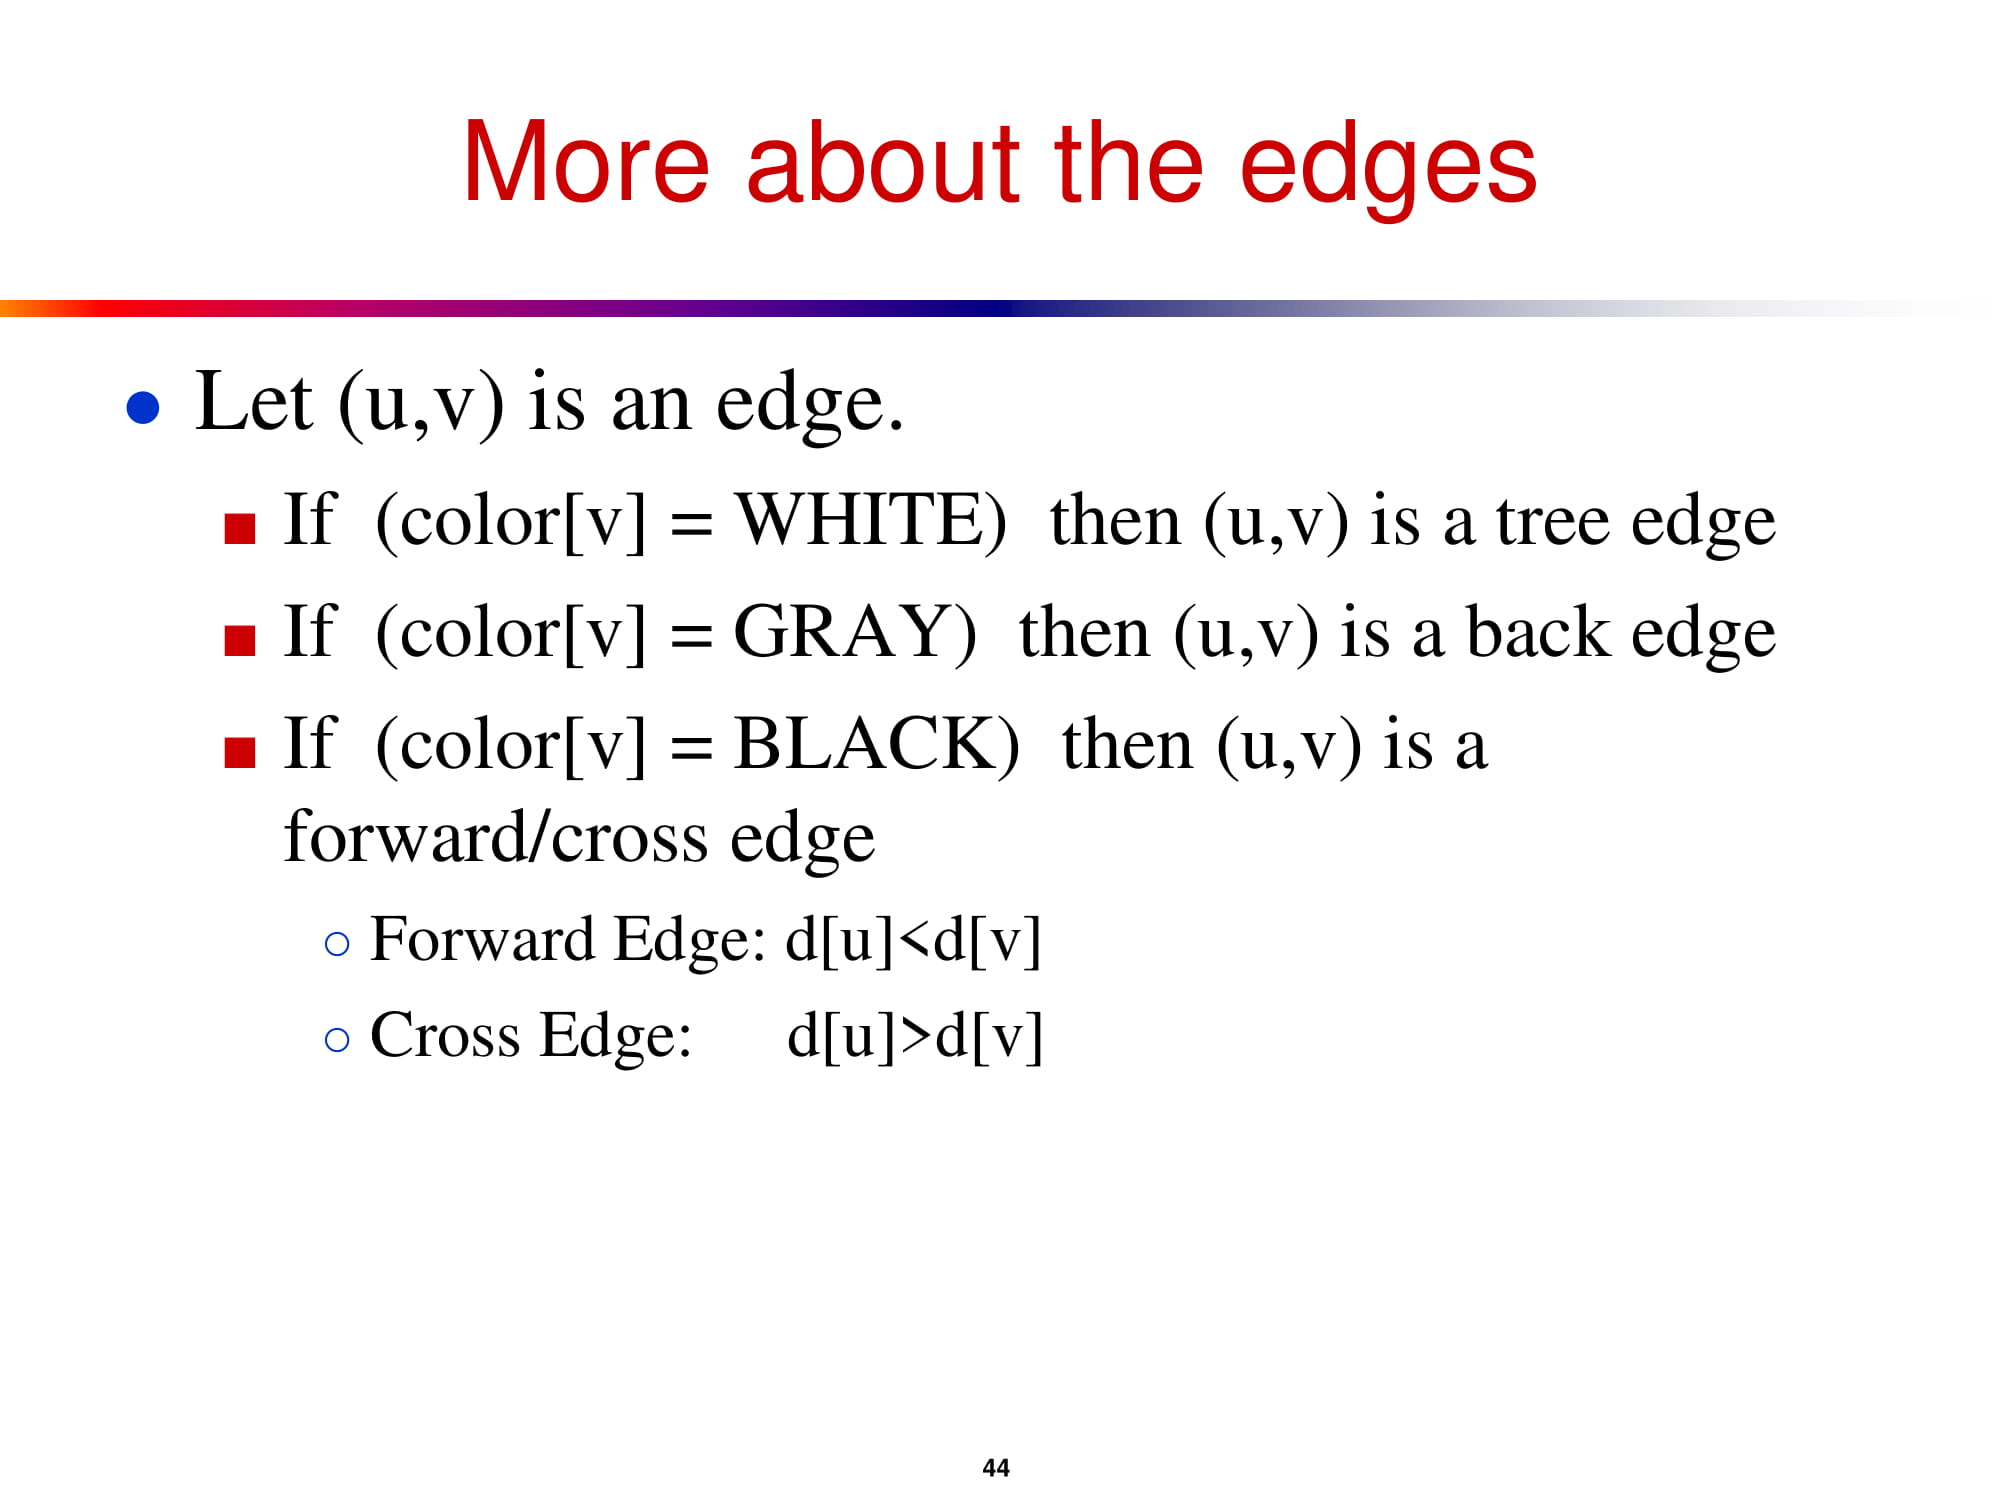 More about the edges
Let (u,v) is an edge.
If (color[v] = WHITE) then (u,v) is a tree edge
If (color[v] = GRAY) then (u,v) is a back edge
If (color[v] = BLACK) then (u,v) is a
forward/cross edge
Forward Edge: d[u]<d[v]
Cross Edge: d[u]>d[v]
44